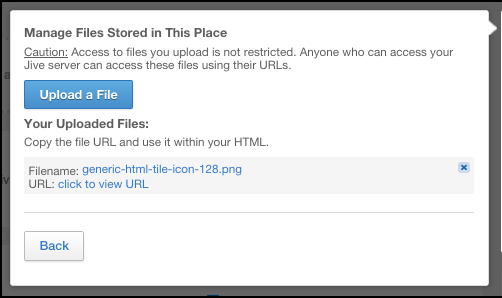 Manage Files Stored in This Place
Caution: Access to files you upload is not restricted. Anyone who can access your
Jive server can access these files using their URLs.
Upload a File
Your Uploaded Files:
Copy the file URL and use it within your HTML.
Filename: generic-html-tile-icon-128.png
URL: click to view URL
Back